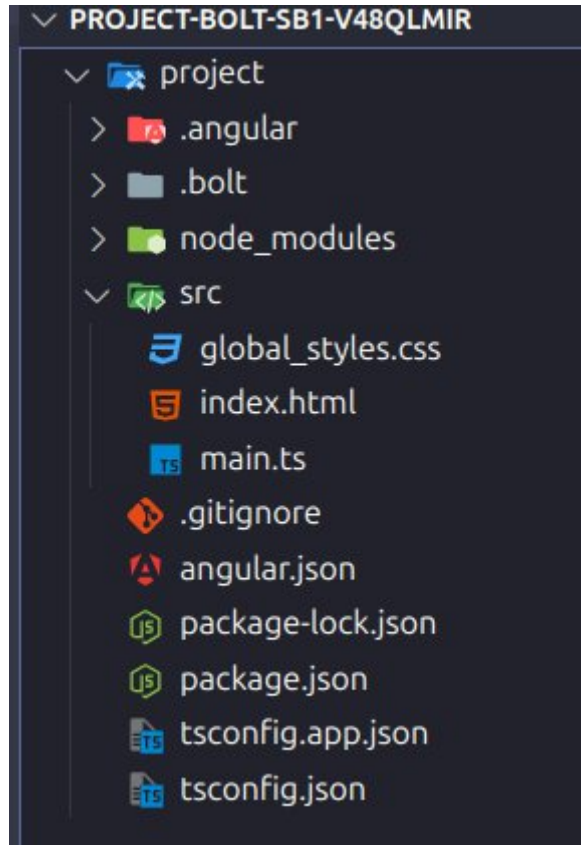 PROJECT-BOLT-SB1-V48QLMIR
project
.angular
.bolt
node_modules
src
global_styles.css
index.html
main.ts
.gitignore
angular.json
package-lock.json
package.json
tsconfig.app.json
tsconfig.json